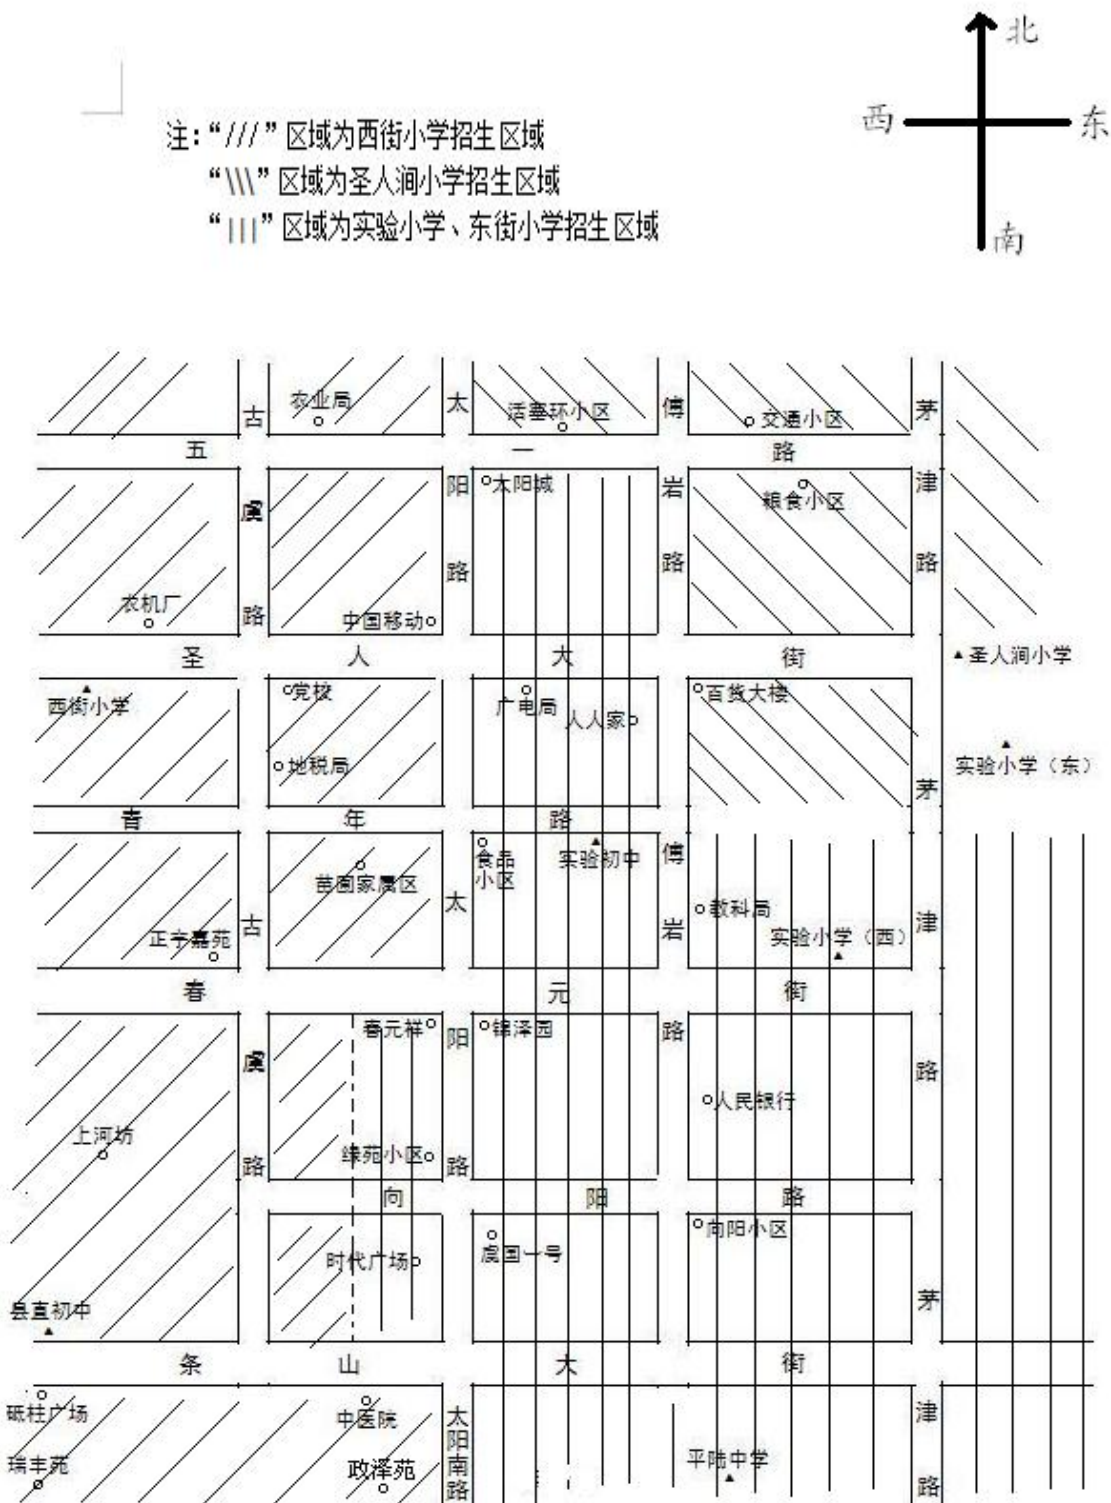 北
西
东
南
注：“///”区域为西街小学招生区域
“\\\”区域为圣人涧小学招生区域
“|||”区域为实验小学、东街小学招生区域
农业局
活塞环小区
交通小区
五一路
太阳城
粮食小区
农机厂
中国移动
古虞路
太阳路
傅岩路
茅津路
圣人大街
圣人涧小学
西街小学
党校
广电局
人人家
百货大楼
地税局
实验小学（东）
青年路
苗圃家属区
食品
小区
实验初中
教科局
正宇嘉苑
实验小学（西）
古虞路
太阳路
傅岩路
茅津路
春元街
春元祥
锦泽园
人民银行
上河坊
缘苑小区
向阳路
时代广场
虞国一号
向阳小区
县直初中
条山大街
砥柱广场
中医院
瑞丰苑
政泽苑
太阳南路
平陆中学
茅津路